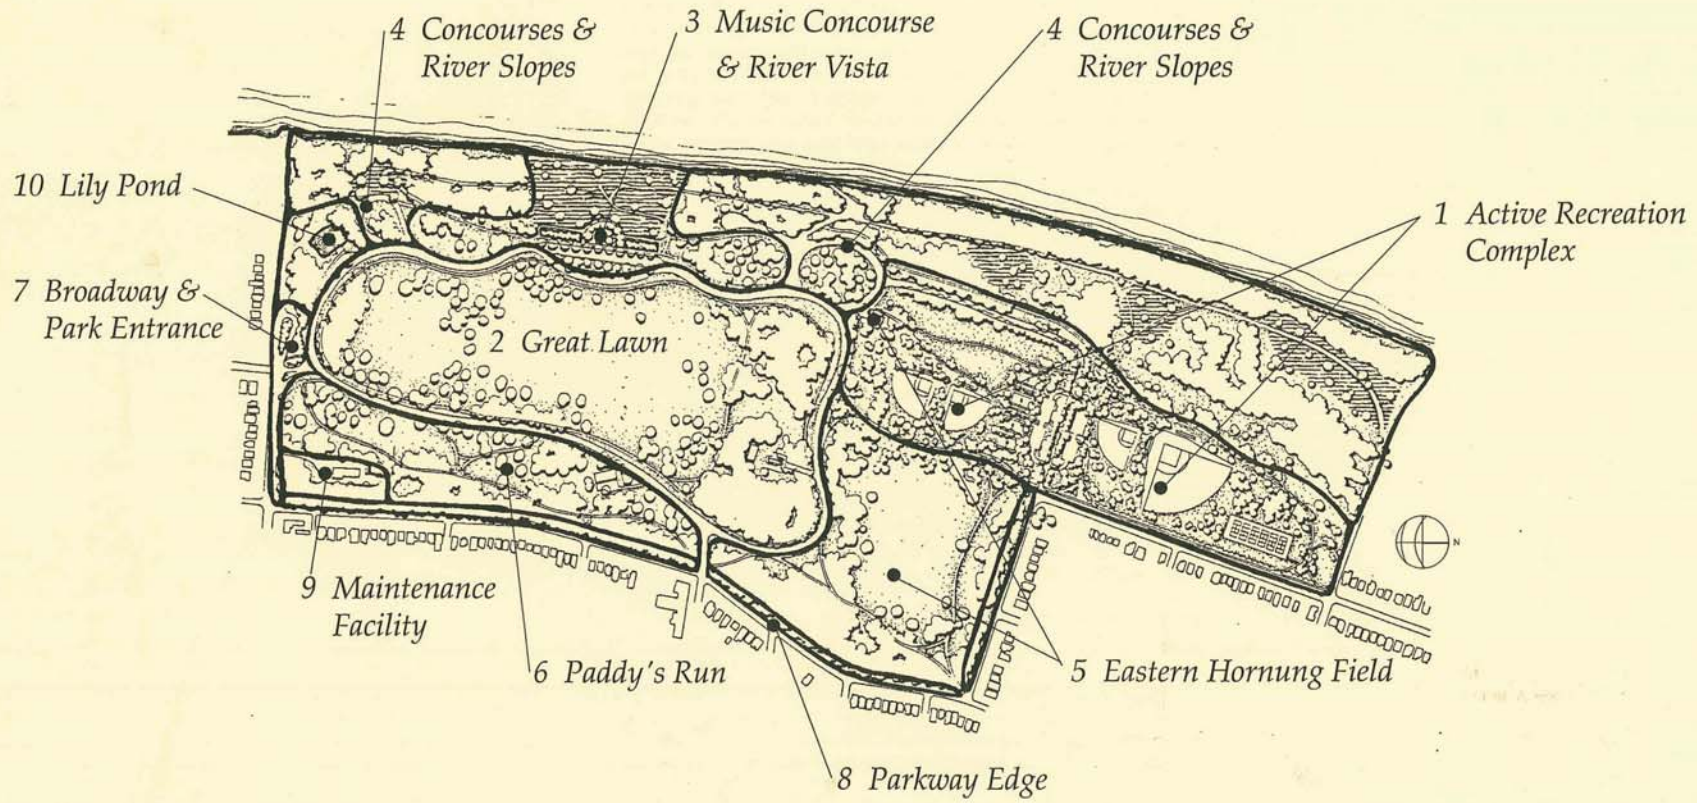 4 Concourses &
River Slopes
3 Music Concourse
& River Vista
4 Concourses &
River Slopes
10 Lily Pond
1 Active Recreation
Complex
7 Broadway &
Park Entrance
2 Great Lawn
N
9 Maintenance
Facility
6 Paddy's Run
5 Eastern Hornung Field
8 Parkway Edge